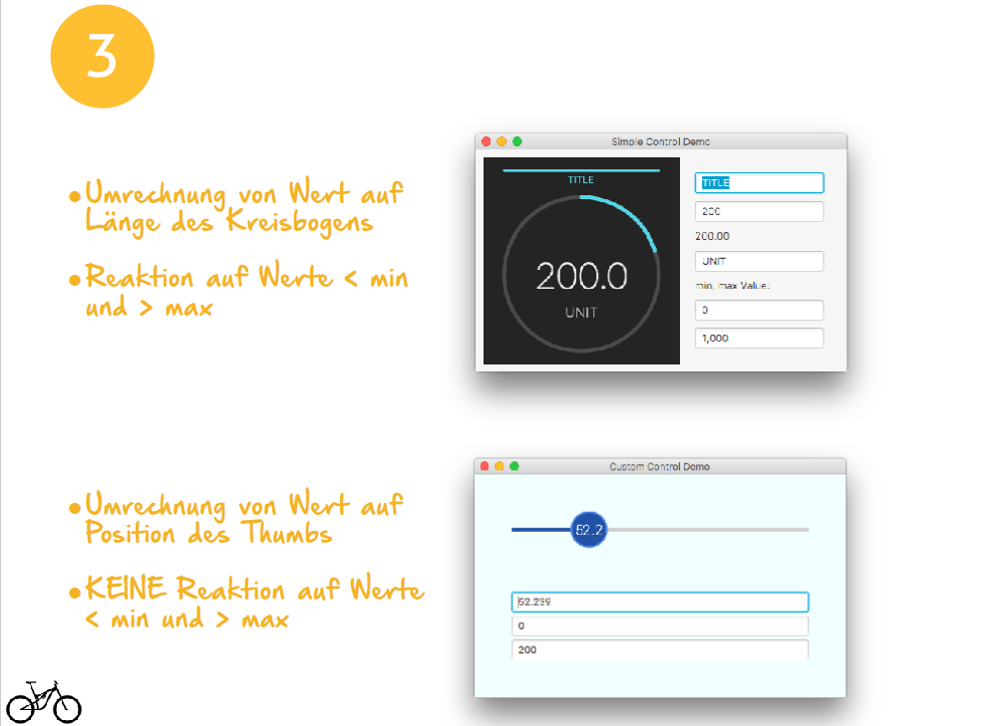 3
•Umrechnung von Wert auf
Länge des Kreisbogens
•Reaktion auf Werte < min
und > max
Simple Control Demo
TITLE
200.0
UNIT
TITLE
200
200.00
UNIT
min, max Value:
0
1,000
•Umrechnung von Wert auf
Position des Thumbs
•KEINE Reaktion auf Werte
< min und > max
Custom Control Demo
52.2
52.239
0
200